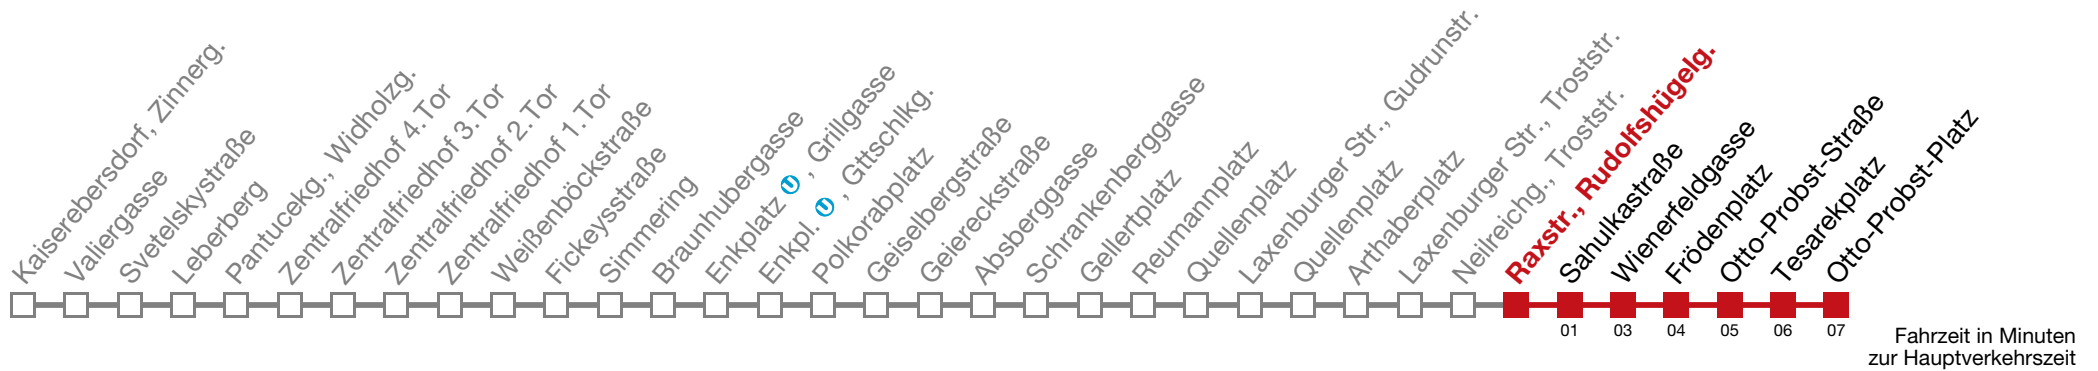 Kaiserebersdorf, Zinnerg.
Valiergasse
Svetelskystraße
Leberberg
Pantucekg., Widholzg.
Zentralfriedhof 4.Tor
Zentralfriedhof 3.Tor
Zentralfriedhof 2.Tor
Zentralfriedhof 1.Tor
Weißenböckstraße
Fickeysstraße
Simmering
Braunhubergasse
Enkplatz U , Grillgasse
Enkpl. U , Gttschlkg.
Polkorabplatz
Geiselbergstraße
Geiereckstraße
Absberggasse
Schrankenberggasse
Gellertplatz
Reumannplatz
Quellenplatz
Laxenburger Str., Gudrunstr.
Quellenplatz
Arthaberplatz
Laxenburger Str., Troststr.
Neilreichg., Troststr.
Raxstr., Rudolfshügelg.
Sahulkastraße
Wienerfeldgasse
Frödenplatz
Otto-Probst-Straße
Tesarekplatz
Otto-Probst-Platz
01 03 04 05 06 07
Fahrzeit in Minuten
zur Hauptverkehrszeit